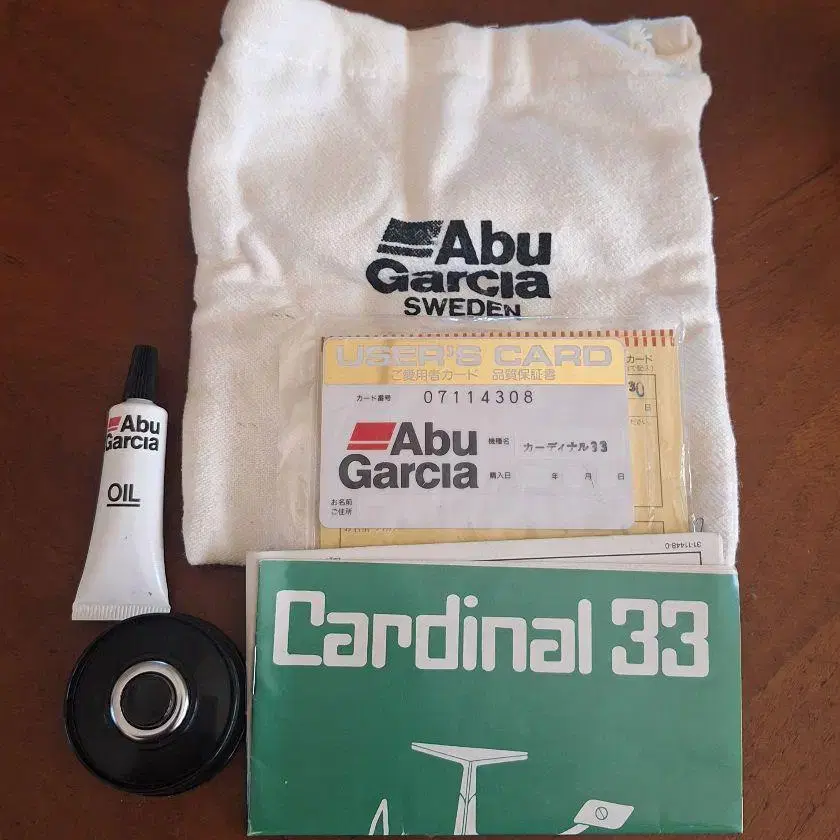 Abu
Garcia
SWEDEN
Abu
Garcia
OIL
USER'S CARD
ご愛用者カード 品質保証書
カード番号 07114308
Abu
Garcia
機種名 カーディナル33
購入日 年 月 日
お名前
ご住所
カード
30
日
31-11448-0
Cardinal 33